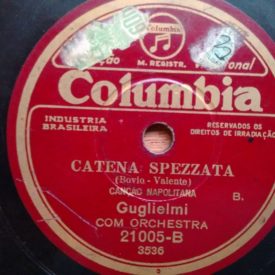 Columbia
M. REGISTR.
Columbia
INDUSTRIA
BRASILEIRA
RESERVADOS OS
DIREITOS DE IRRADIAÇÃO
CATENA SPEZZATA
(Bovio - Valente)
CANÇÃO NAPOLITANA
B.
Guglielmi
COM ORCHESTRA
21005-B
3536